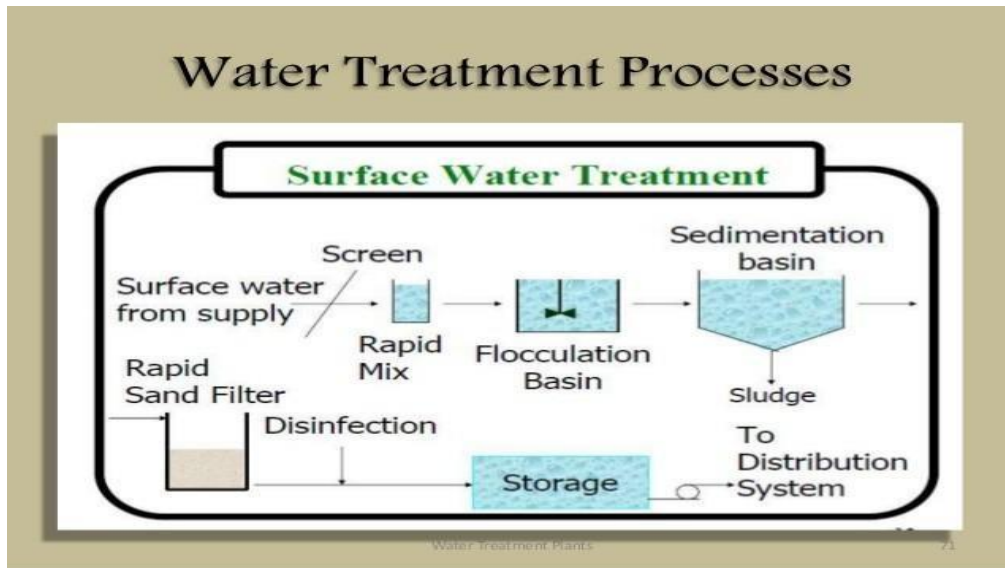 Water Treatment Processes
Surface Water Treatment
Screen
Surface water
from supply
Rapid
Mix
Flocculation
Basin
Sedimentation
basin
Sludge
Rapid
Sand Filter
Disinfection
Storage
To
Distribution
System
Water Treatment Plants
71